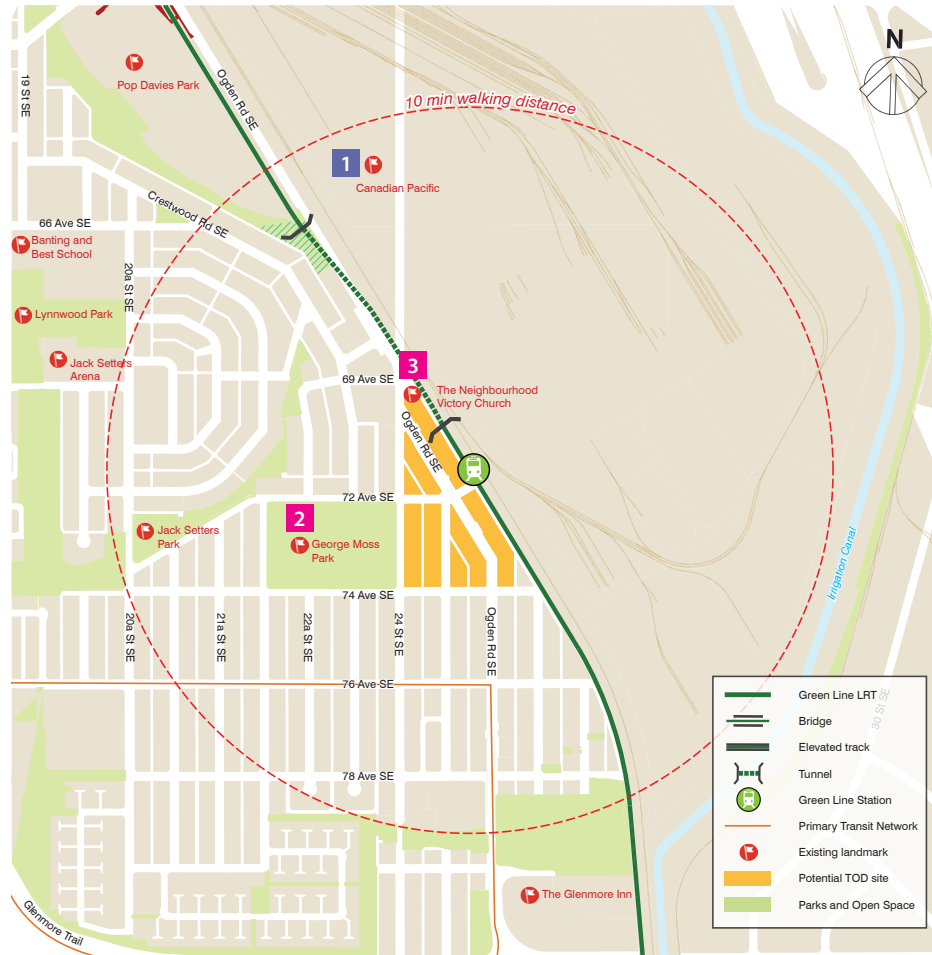 N
19 St SE
Pop Davies Park
Ogden Rd SE
10 min walking distance
1
Canadian Pacific
Crestwood Rd SE
66 Ave SE
Banting and
Best School
20a St SE
Lynnwood Park
Jack Setters
Arena
3
69 Ave SE
The Neighbourhood
Victory Church
Ogden Rd SE
72 Ave SE
2
Jack Setters
Park
George Moss
Park
Irrigation Canal
74 Ave SE
20a St SE
21a St SE
22a St SE
24 St SE
Ogden Rd SE
76 Ave SE
30 St SE
78 Ave SE
The Glenmore Inn
Glenmore Trail
Green Line LRT
Bridge
Elevated track
Tunnel
Green Line Station
Primary Transit Network
Existing landmark
Potential TOD site
Parks and Open Space